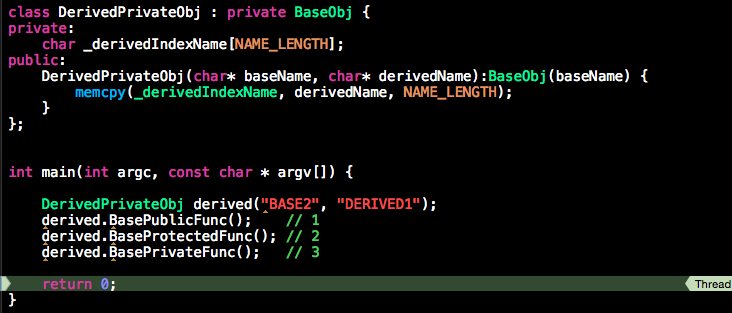 class DerivedPrivateObj : private BaseObj {
private:
    char _derivedIndexName[NAME_LENGTH];
public:
    DerivedPrivateObj(char* baseName, char* derivedName):BaseObj(baseName) {
        memcpy(_derivedIndexName, derivedName, NAME_LENGTH);
    }
};
int main(int argc, const char * argv[]) {
    DerivedPrivateObj derived("BASE2", "DERIVED1");
    derived.BasePublicFunc();    // 1
    derived.BaseProtectedFunc(); // 2
    derived.BasePrivateFunc();   // 3
    return 0; Thread
}